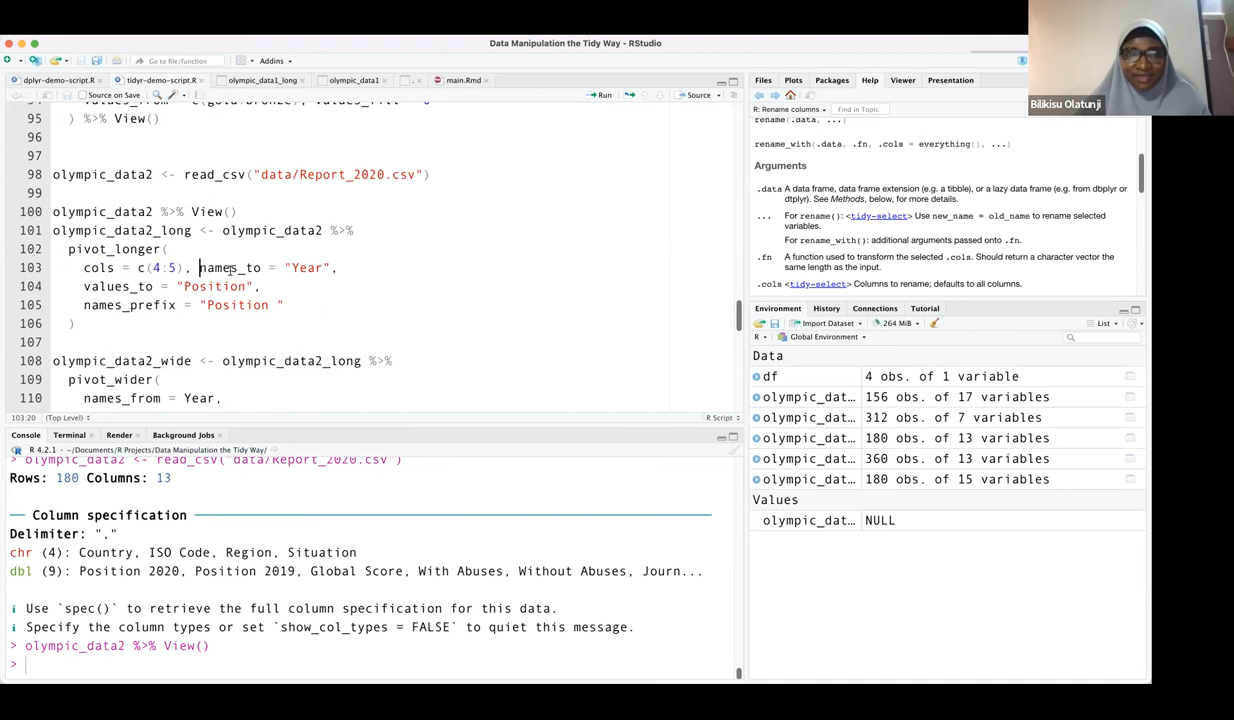 Data Manipulation the Tidy Way - RStudio
Bilikisu Olatunji
Go to file/function
Addins
dplyr-demo-script.R
tidyr-demo-script.R
olympic_data1_long
olympic_data1
.
main.Rmd
Source on Save
Run
Source
95 ) %>% View()
96
97
98 olympic_data2 <- read_csv("data/Report_2020.csv")
99
100 olympic_data2 %>% View()
101 olympic_data2_long <- olympic_data2 %>%
102 pivot_longer(
103 cols = c(4:5), names_to = "Year",
104 values_to = "Position",
105 names_prefix = "Position "
106 )
107
108 olympic_data2_wide <- olympic_data2_long %>%
109 pivot_wider(
110 names_from = Year,
103:20 (Top Level) R Script
Console Terminal Render Background Jobs
R 4.2.1 · ~/Documents/R Projects/Data Manipulation the Tidy Way/
> olympic_data2 <- read_csv("data/Report_2020.csv")
Rows: 180 Columns: 13
── Column specification ──
Delimiter: ","
chr (4): Country, ISO Code, Region, Situation
dbl (9): Position 2020, Position 2019, Global Score, With Abuses, Without Abuses, Journ...
ℹ Use `spec()` to retrieve the full column specification for this data.
ℹ Specify the column types or set `show_col_types = FALSE` to quiet this message.
> olympic_data2 %>% View()
>
Files Plots Packages Help Viewer Presentation
R: Rename columns Find in Topic
rename(.data, ...)
rename_with(.data, .fn, .cols = everything(), ...)
Arguments
.data A data frame, data frame extension (e.g. a tibble), or a lazy data frame (e.g. from dbplyr or
dtplyr). See Methods, below, for more details.
... For rename(): <tidy-select> Use new_name = old_name to rename selected
variables.
For rename_with(): additional arguments passed onto .fn.
.fn A function used to transform the selected .cols. Should return a character vector the
same length as the input.
.cols <tidy-select> Columns to rename; defaults to all columns.
Environment History Connections Tutorial
Import Dataset 264 MiB List
R Global Environment
Data
df 4 obs. of 1 variable
olympic_dat… 156 obs. of 17 variables
olympic_dat… 312 obs. of 7 variables
olympic_dat… 180 obs. of 13 variables
olympic_dat… 360 obs. of 13 variables
olympic_dat… 180 obs. of 15 variables
Values
olympic_dat… NULL